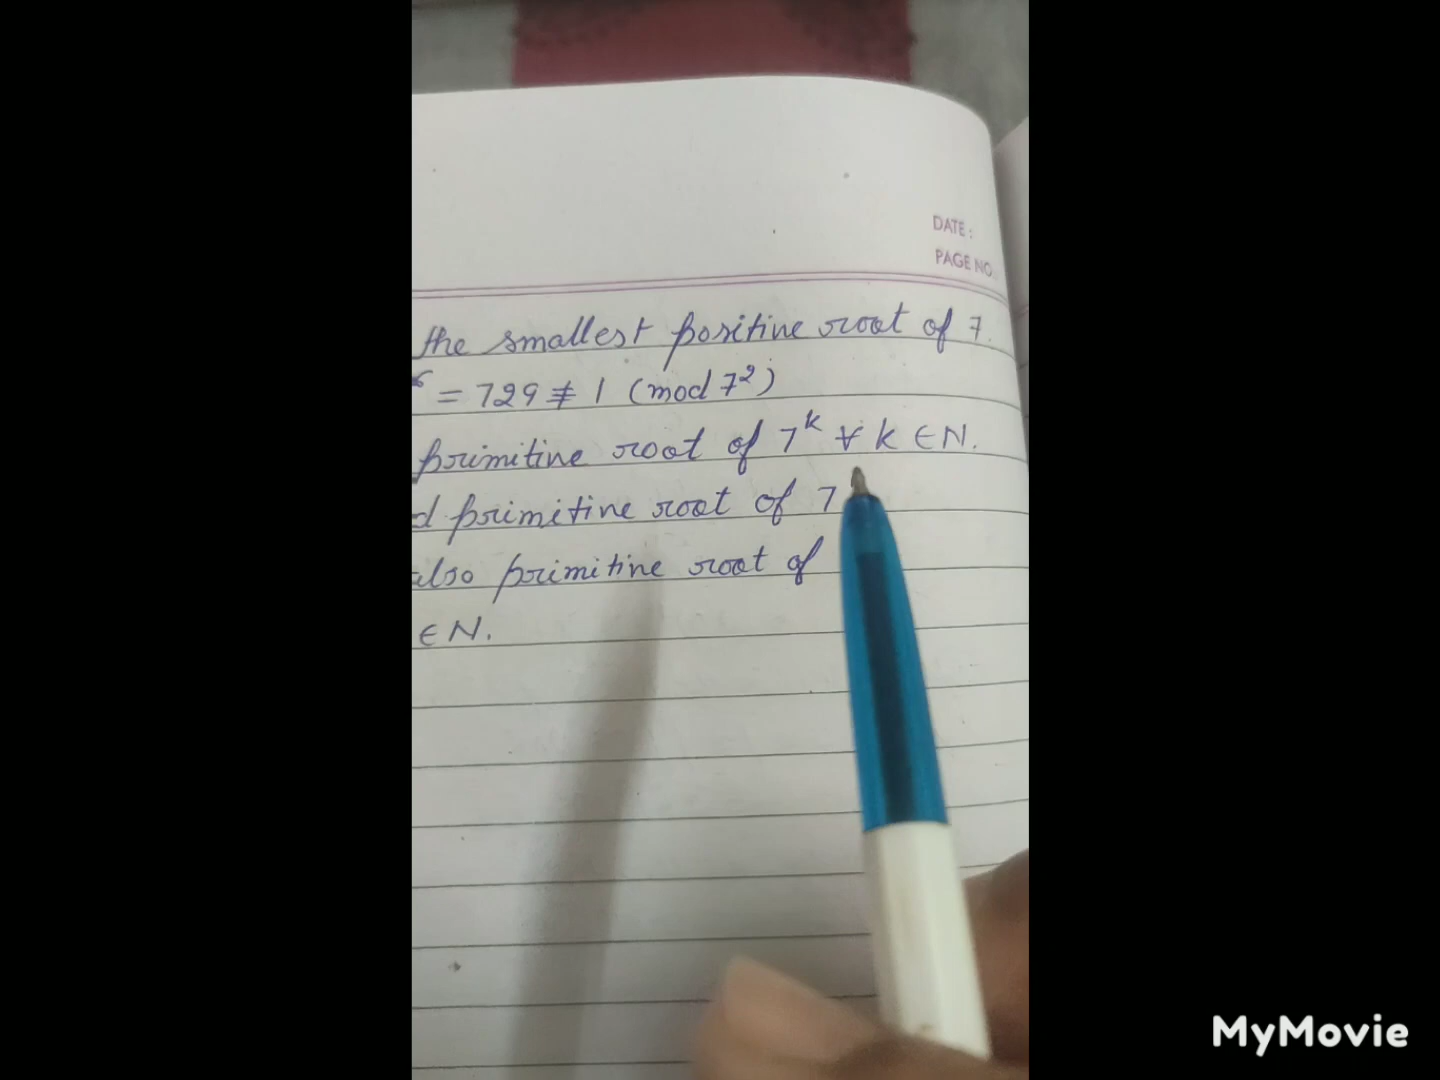 DATE:
PAGE NO.
the smallest positive root of 7.
= 729 ≢ 1 (mod 7²)
primitive root of 7ᵏ ∀ k ∈ N.
d primitive root of 7
also primitive root of
∈ N.
MyMovie